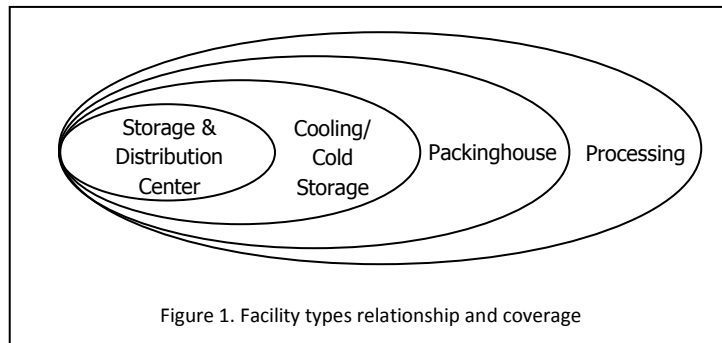 Storage &
Distribution
Center
Cooling/
Cold
Storage
Packinghouse
Processing
Figure 1. Facility types relationship and coverage